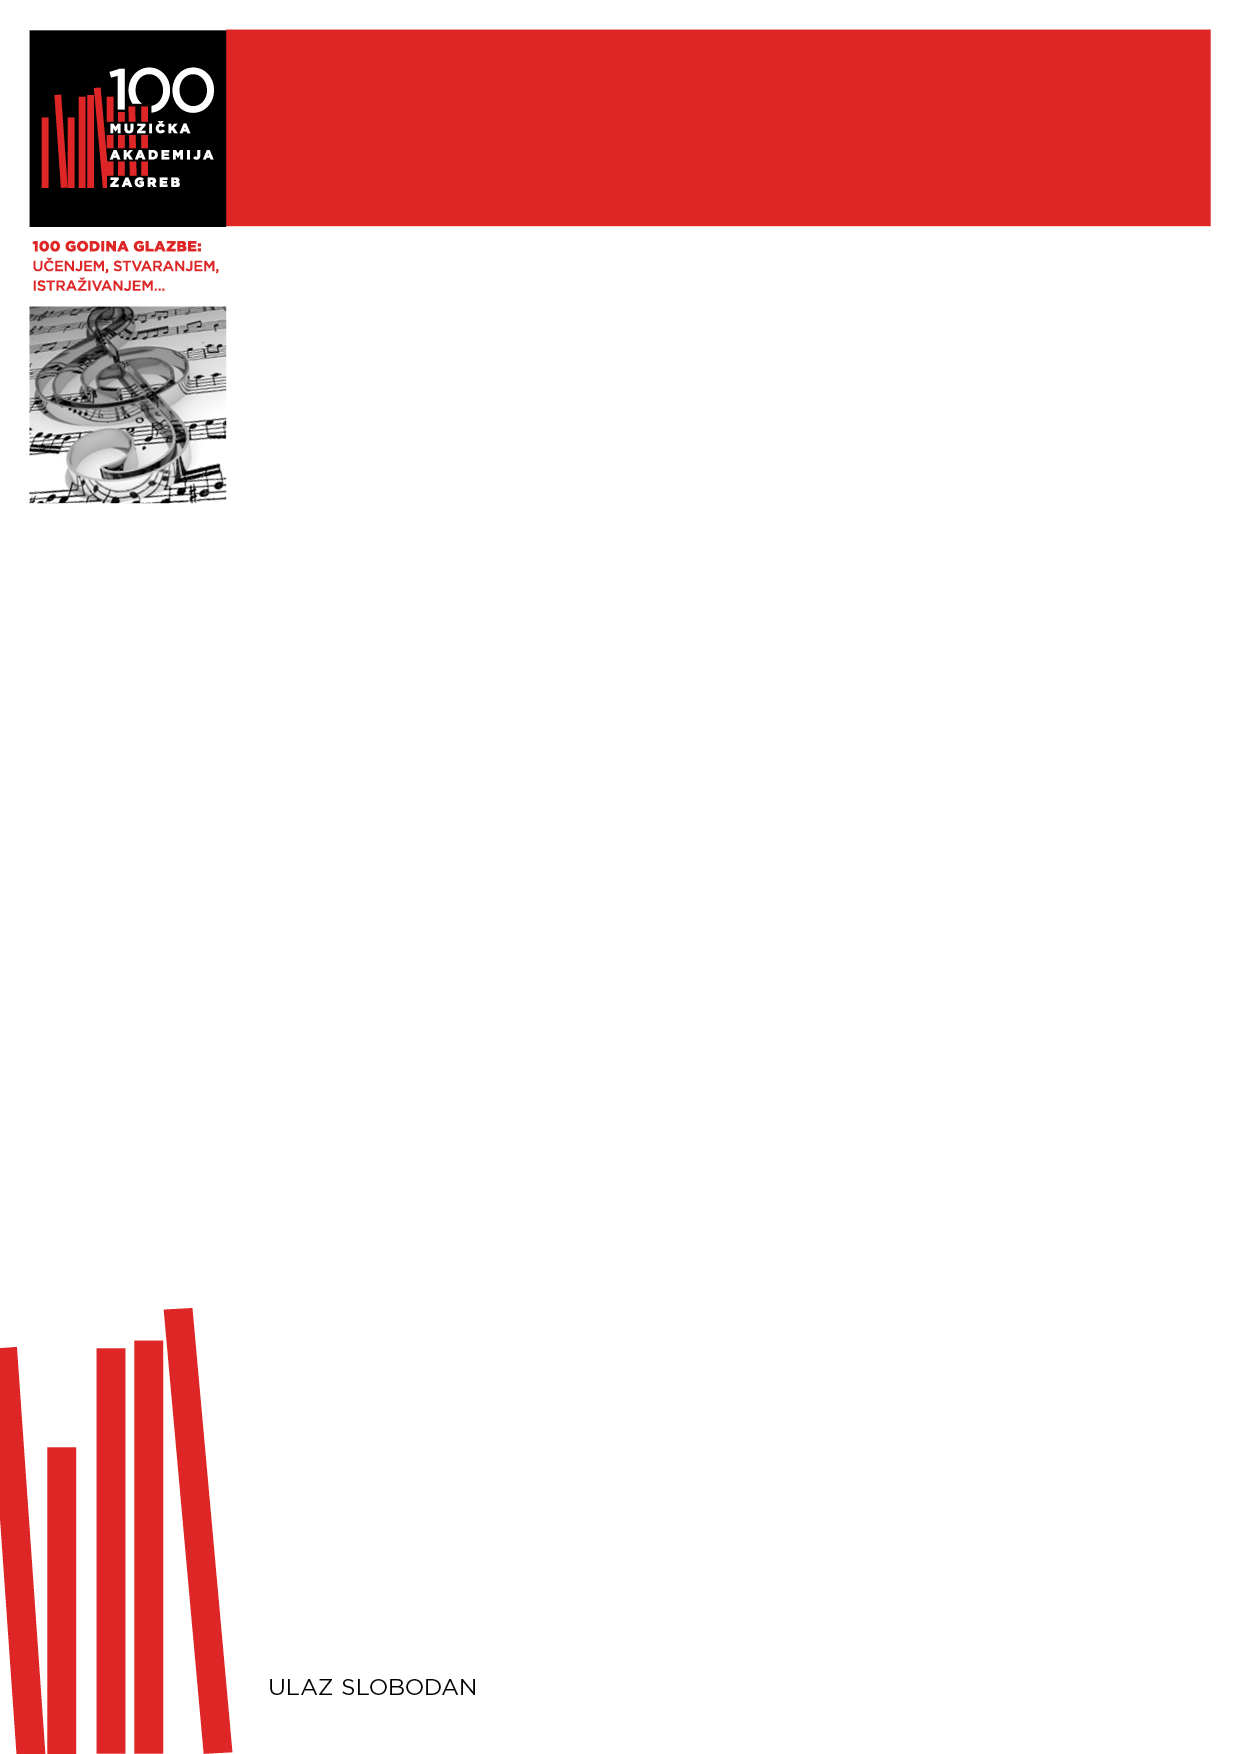 100
MUZIČKA
AKADEMIJA
ZAGREB
100 GODINA GLAZBE:
UČENJEM, STVARANJEM,
ISTRAŽIVANJEM...
ULAZ SLOBODAN